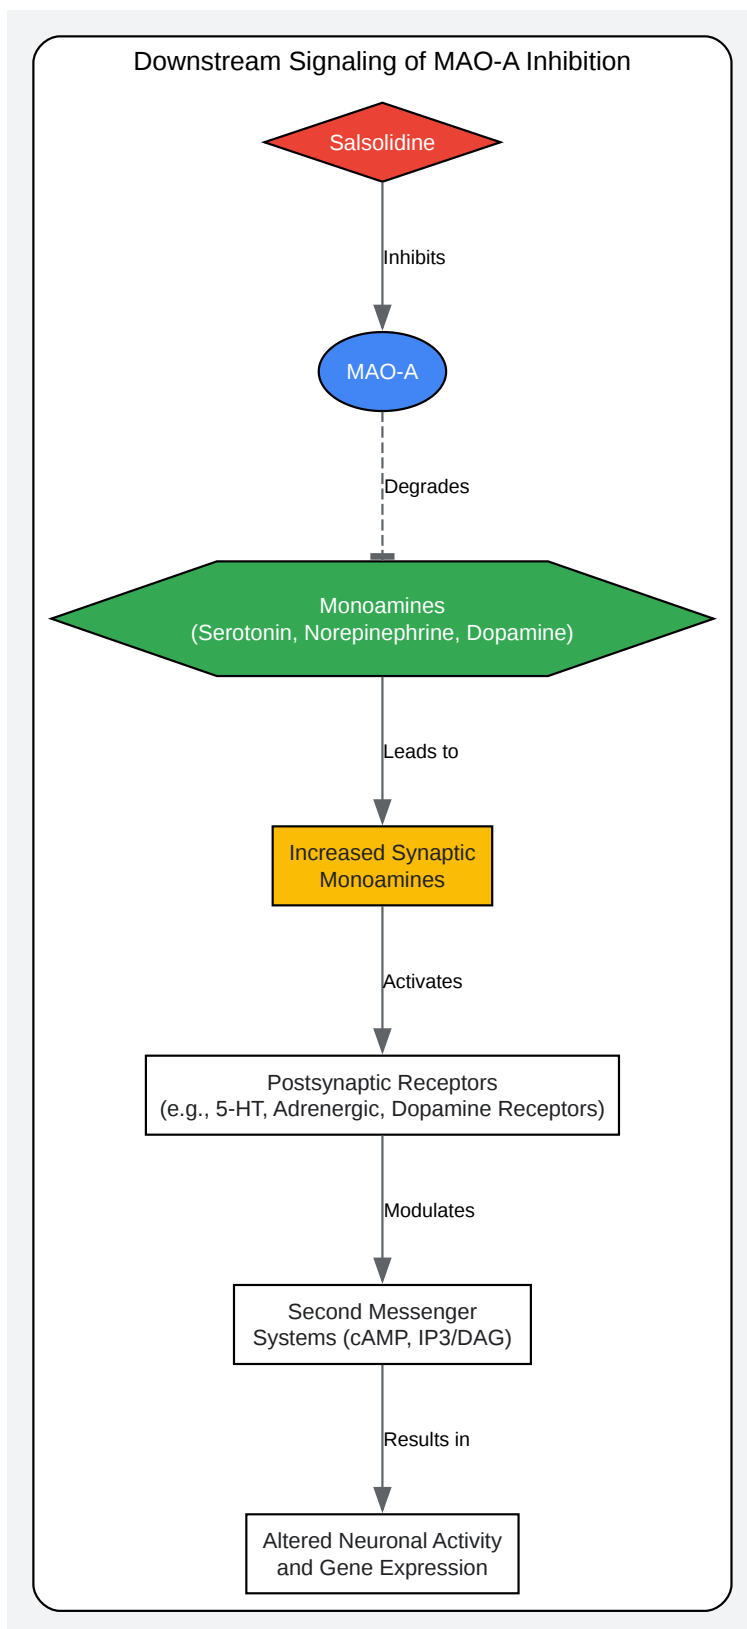 Downstream Signaling of MAO-A Inhibition
Salsolidine
Inhibits
MAO-A
Degrades
Monoamines
(Serotonin, Norepinephrine, Dopamine)
Leads to
Increased Synaptic
Monoamines
Activates
Postsynaptic Receptors
(e.g., 5-HT, Adrenergic, Dopamine Receptors)
Modulates
Second Messenger
Systems (cAMP, IP3/DAG)
Results in
Altered Neuronal Activity
and Gene Expression